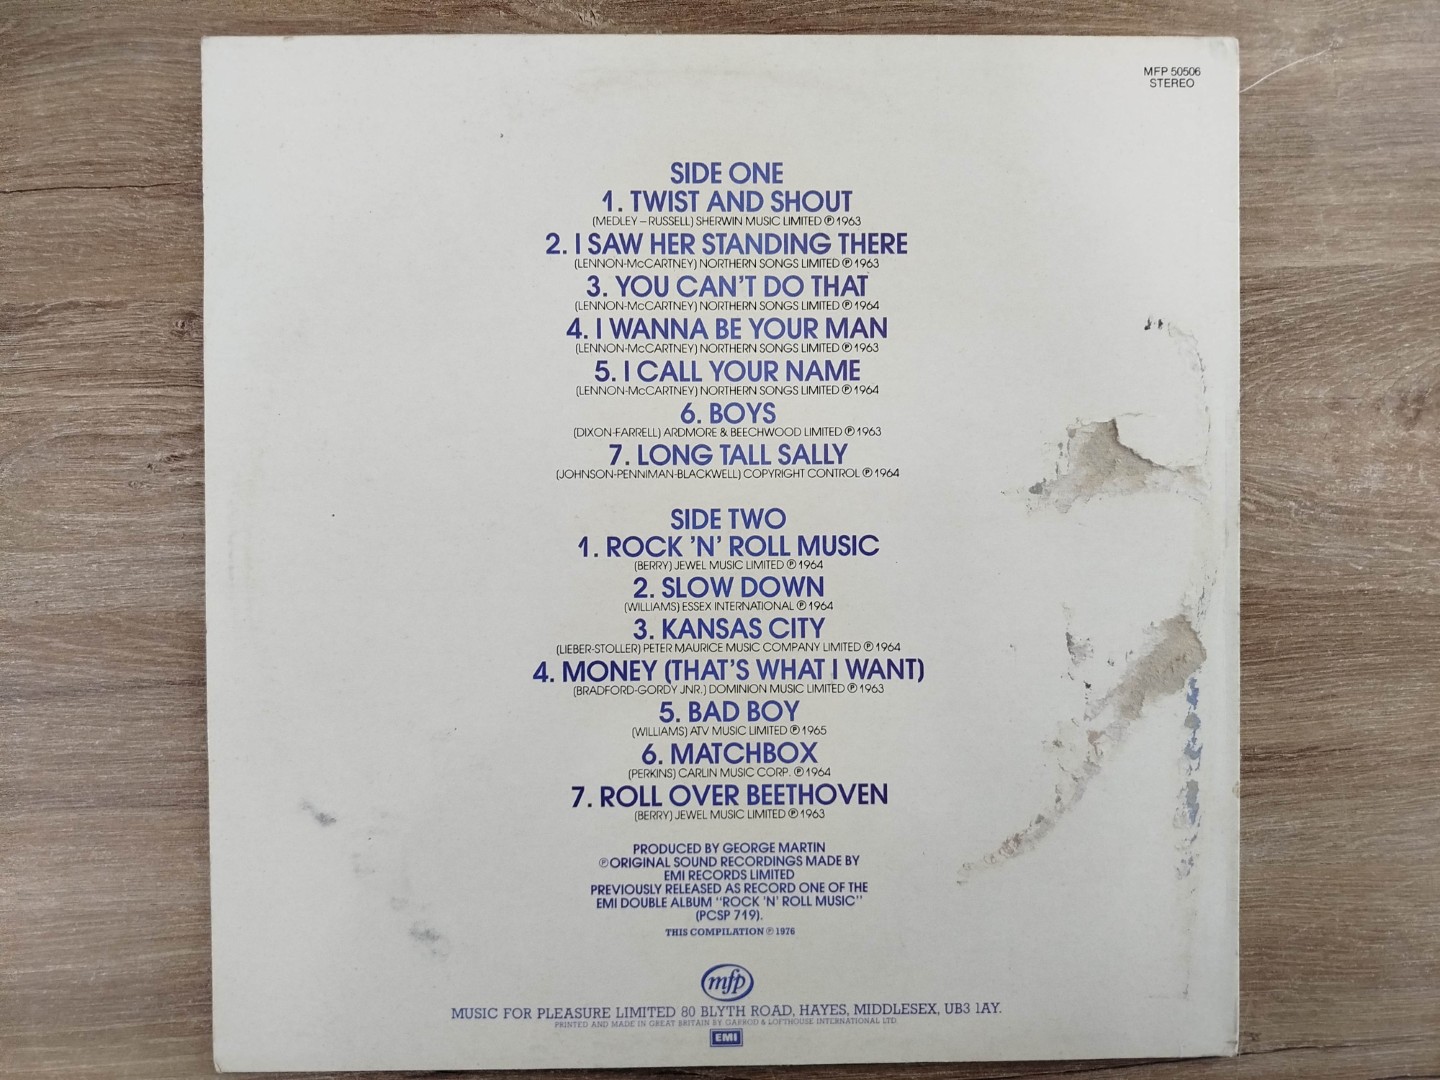 MFP 50506
STEREO
SIDE ONE
1. TWIST AND SHOUT
(MEDLEY – RUSSELL) SHERWIN MUSIC LIMITED ℗ 1963
2. I SAW HER STANDING THERE
(LENNON-McCARTNEY) NORTHERN SONGS LIMITED ℗ 1963
3. YOU CAN'T DO THAT
(LENNON-McCARTNEY) NORTHERN SONGS LIMITED ℗ 1964
4. I WANNA BE YOUR MAN
(LENNON-McCARTNEY) NORTHERN SONGS LIMITED ℗ 1963
5. I CALL YOUR NAME
(LENNON-McCARTNEY) NORTHERN SONGS LIMITED ℗ 1964
6. BOYS
(DIXON-FARRELL) ARDMORE & BEECHWOOD LIMITED ℗ 1963
7. LONG TALL SALLY
(JOHNSON-PENNIMAN-BLACKWELL) COPYRIGHT CONTROL ℗ 1964
SIDE TWO
1. ROCK 'N' ROLL MUSIC
(BERRY) JEWEL MUSIC LIMITED ℗ 1964
2. SLOW DOWN
(WILLIAMS) ESSEX INTERNATIONAL ℗ 1964
3. KANSAS CITY
(LIEBER-STOLLER) PETER MAURICE MUSIC COMPANY LIMITED ℗ 1964
4. MONEY (THAT'S WHAT I WANT)
(BRADFORD-GORDY JNR.) DOMINION MUSIC LIMITED ℗ 1963
5. BAD BOY
(WILLIAMS) ATV MUSIC LIMITED ℗ 1965
6. MATCHBOX
(PERKINS) CARLIN MUSIC CORP. ℗ 1964
7. ROLL OVER BEETHOVEN
(BERRY) JEWEL MUSIC LIMITED ℗ 1963
PRODUCED BY GEORGE MARTIN
℗ ORIGINAL SOUND RECORDINGS MADE BY
EMI RECORDS LIMITED
PREVIOUSLY RELEASED AS RECORD ONE OF THE
EMI DOUBLE ALBUM "ROCK 'N' ROLL MUSIC"
(PCSP 719).
THIS COMPILATION ℗ 1976
mfp
MUSIC FOR PLEASURE LIMITED 80 BLYTH ROAD, HAYES, MIDDLESEX, UB3 1AY.
PRINTED AND MADE IN GREAT BRITAIN BY GARROD & LOFTHOUSE INTERNATIONAL LTD
EMI